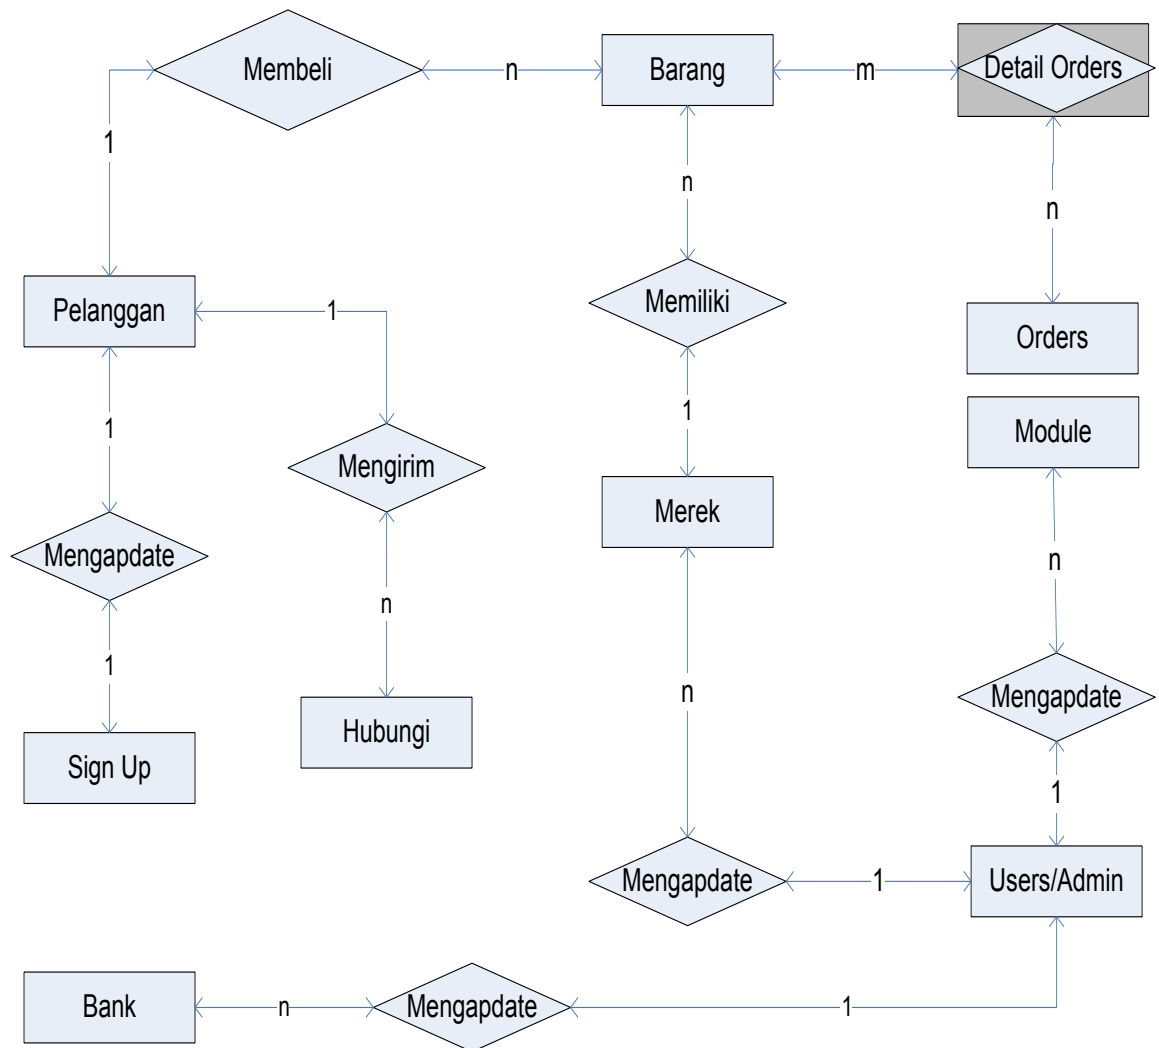 Membeli
n
Barang
m
Detail Orders
1
n
n
Pelanggan
1
Memiliki
Orders
1
1
Module
Mengirim
Merek
Mengapdate
n
n
1
n
Mengapdate
Hubungi
Sign Up
1
Mengapdate
1
Users/Admin
Bank
n
Mengapdate
1